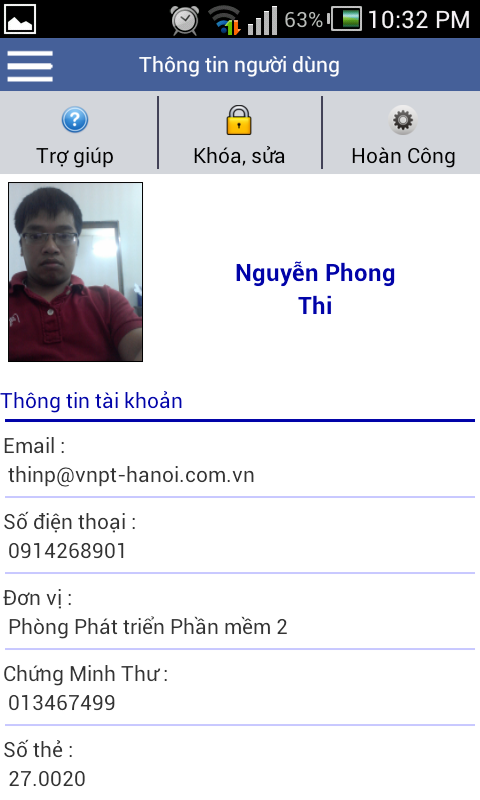 63% 10:32 PM
Thông tin người dùng
Trợ giúp Khóa, sửa Hoàn Công
Nguyễn Phong
Thi
Thông tin tài khoản
Email :
thinp@vnpt-hanoi.com.vn
Số điện thoại :
0914268901
Đơn vị :
Phòng Phát triển Phần mềm 2
Chứng Minh Thư :
013467499
Số thẻ :
27.0020